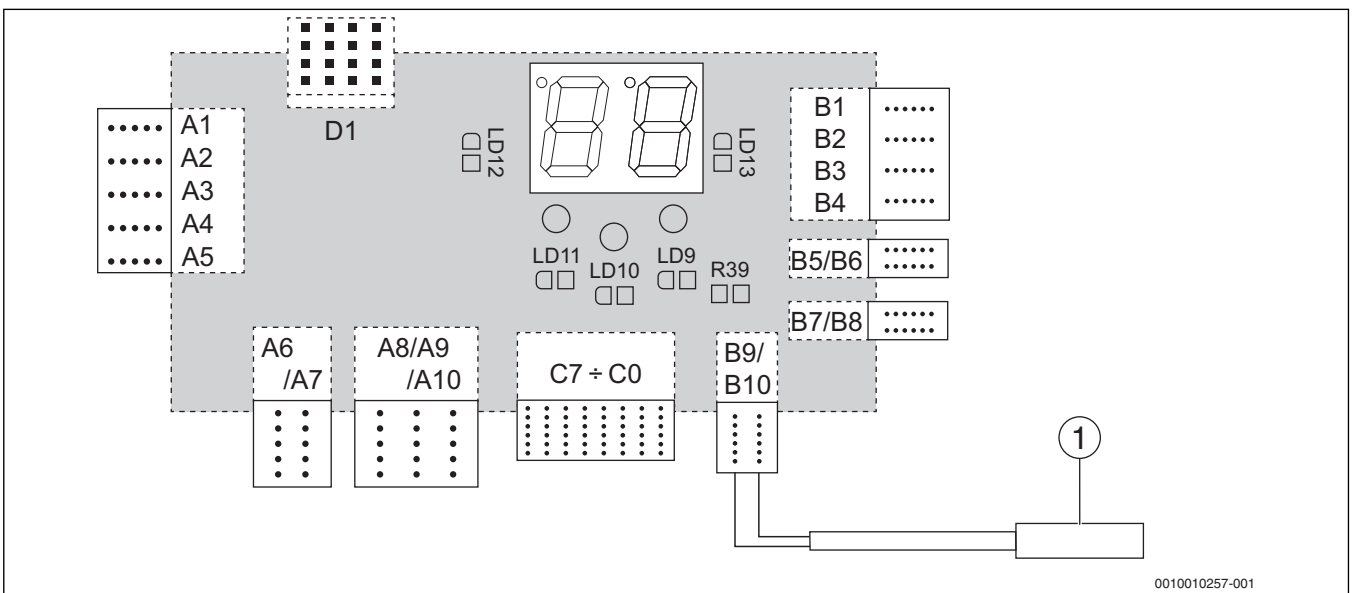 D1
A1
A2
A3
A4
A5
LD12
LD13
B1
B2
B3
B4
B5/B6
B7/B8
LD11
LD10
LD9
R39
A6
/A7
A8/A9
/A10
C7 ÷ C0
B9/
B10
1
0010010257-001